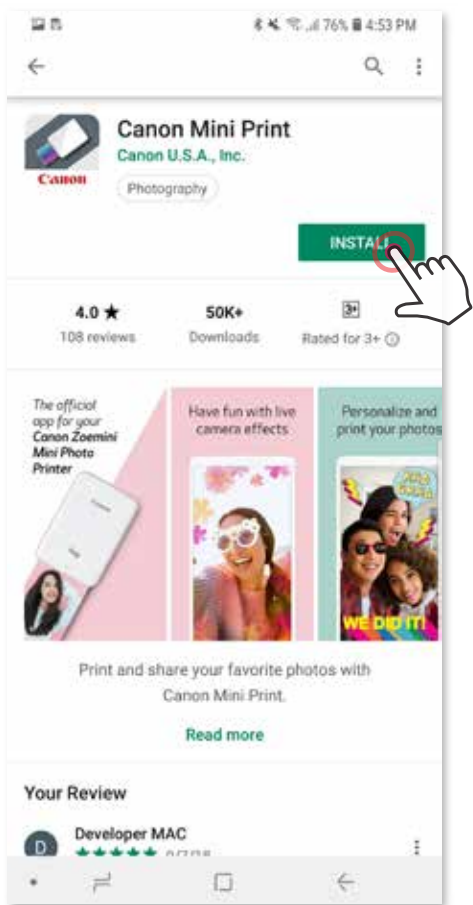 76% 4:53 PM
Canon Mini Print
Canon U.S.A., Inc.
Canon
Photography
INSTALL
4.0 ★ 50K+ 3+
108 reviews Downloads Rated for 3+
The official
app for your
Canon Zoemini
Mini Photo
Printer
Have fun with live
camera effects
Personalize and
print your photos
WE DID IT!
Print and share your favorite photos with
Canon Mini Print.
Read more
Your Review
D
Developer MAC
★★★★★